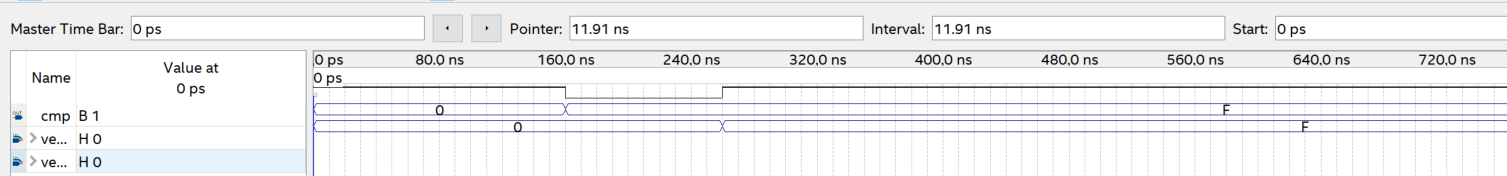 Master Time Bar: 0 ps Pointer: 11.91 ns Interval: 11.91 ns Start: 0 ps
Name Value at 0 ps 0 ps 80.0 ns 160.0 ns 240.0 ns 320.0 ns 400.0 ns 480.0 ns 560.0 ns 640.0 ns 720.0 ns
0 ps
out cmp B 1 0 F
ve... H 0 0 F
ve... H 0